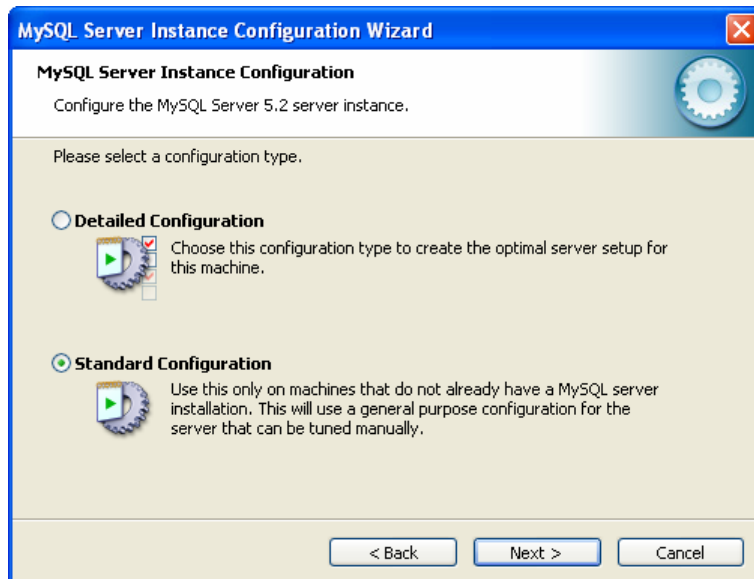 MySQL Server Instance Configuration Wizard
MySQL Server Instance Configuration
Configure the MySQL Server 5.2 server instance.
Please select a configuration type.
Detailed Configuration
Choose this configuration type to create the optimal server setup for
this machine.
Standard Configuration
Use this only on machines that do not already have a MySQL server
installation. This will use a general purpose configuration for the
server that can be tuned manually.
< Back
Next >
Cancel